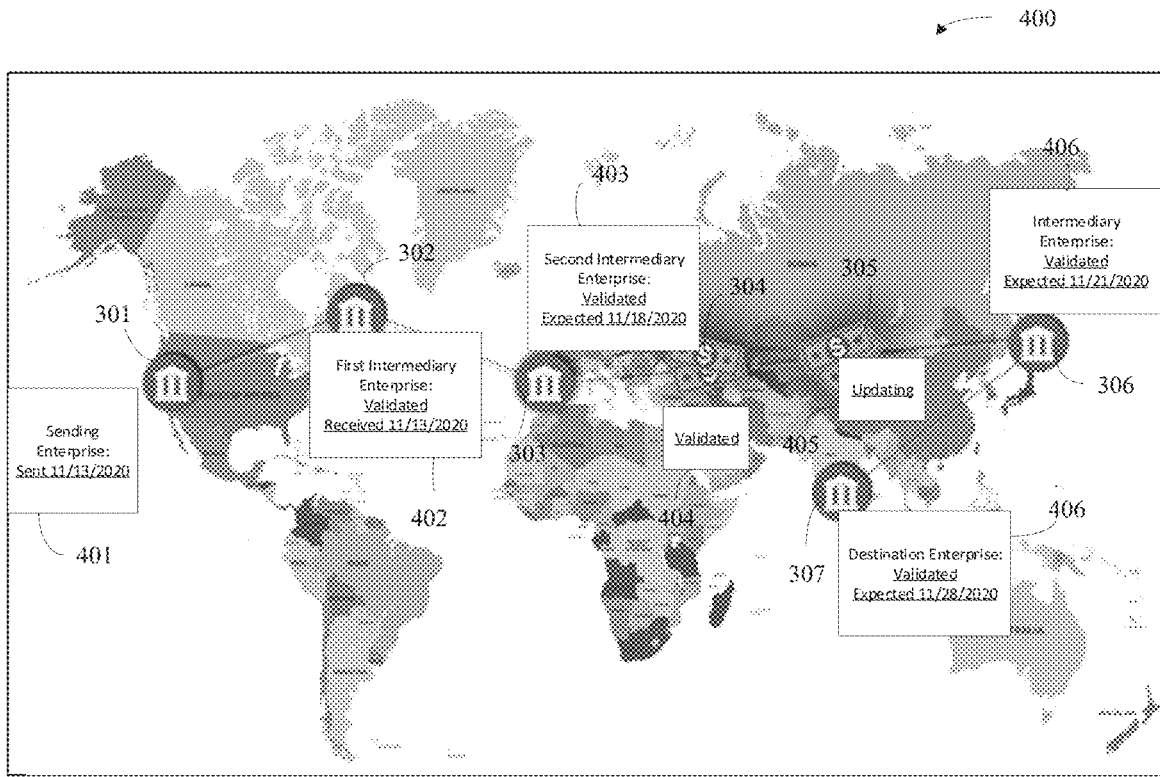 400
406
403
Intermediary
Enterprise:
Validated
Expected 11/21/2020
302
Second Intermediary
Enterprise:
Validated
Expected 11/18/2020
305
304
301
First Intermediary
Enterprise:
Validated
Received 11/13/2020
306
Updating
Sending
Enterprise:
Sent 11/13/2020
Validated
303
405
402
404
406
401
307
Destination Enterprise:
Validated
Expected 11/28/2020